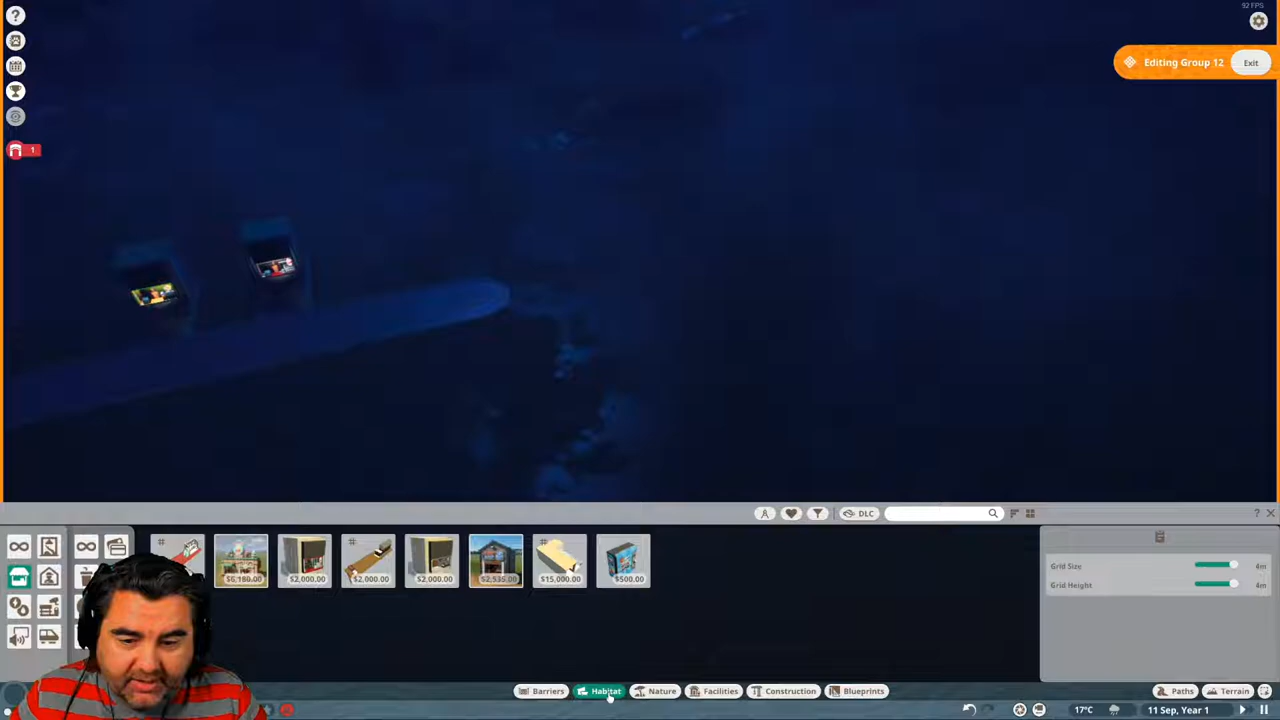 92 FPS
Editing Group 12
Exit
1
DLC
$6,180.00
$2,000.00
$2,000.00
$2,000.00
$2,535.00
$15,000.00
$500.00
Grid Size
4m
Grid Height
4m
Barriers
Habitat
Nature
Facilities
Construction
Blueprints
Paths
Terrain
17°C
11 Sep, Year 1